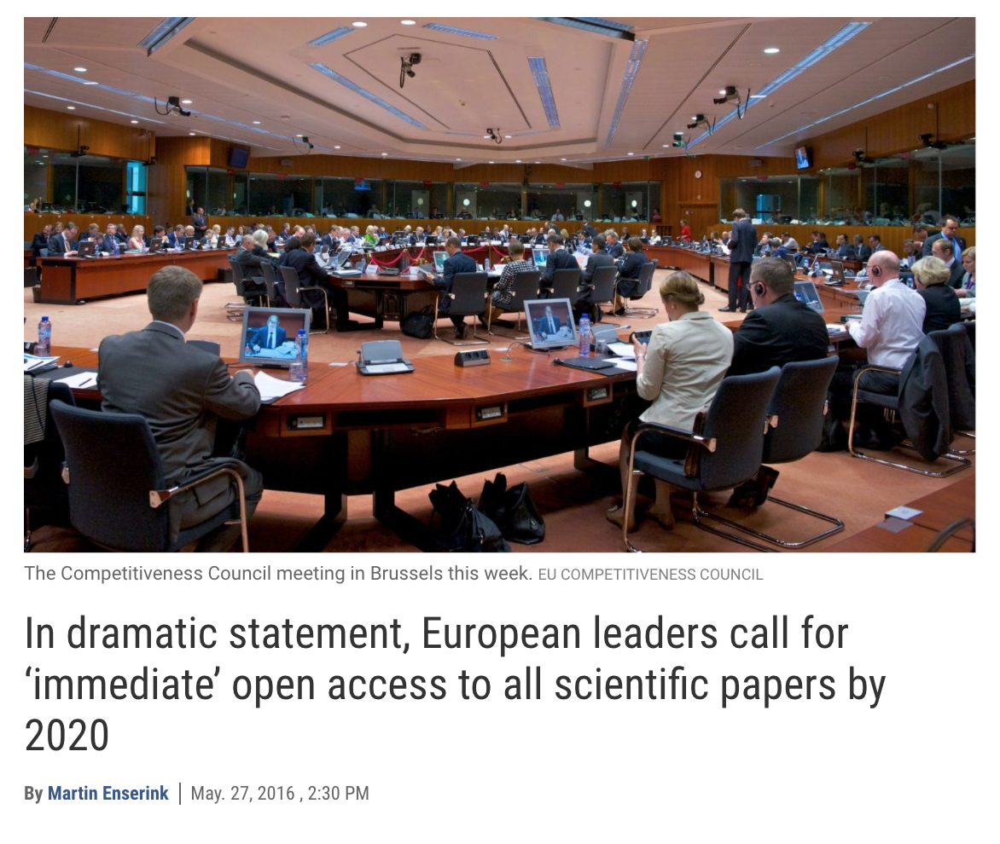 The Competitiveness Council meeting in Brussels this week. EU COMPETITIVENESS COUNCIL
In dramatic statement, European leaders call for
‘immediate’ open access to all scientific papers by
2020
By Martin Enserink | May. 27, 2016 , 2:30 PM